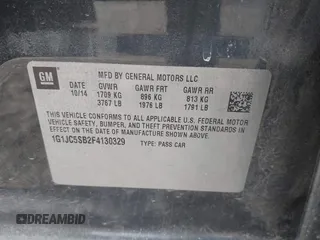 GM
MFD BY GENERAL MOTORS LLC
DATE GVWR GAWR FRT GAWR RR
10/14 1709 KG 896 KG 813 KG
3767 LB 1976 LB 1791 LB
THIS VEHICLE CONFORMS TO ALL APPLICABLE U.S. FEDERAL MOTOR
VEHICLE SAFETY, BUMPER, AND THEFT PREVENTION STANDARDS IN
EFFECT ON THE DATE OF MANUFACTURE SHOWN ABOVE.
1G1JC5SB2F4130329 TYPE: PASS CAR
GREAT BIDCART